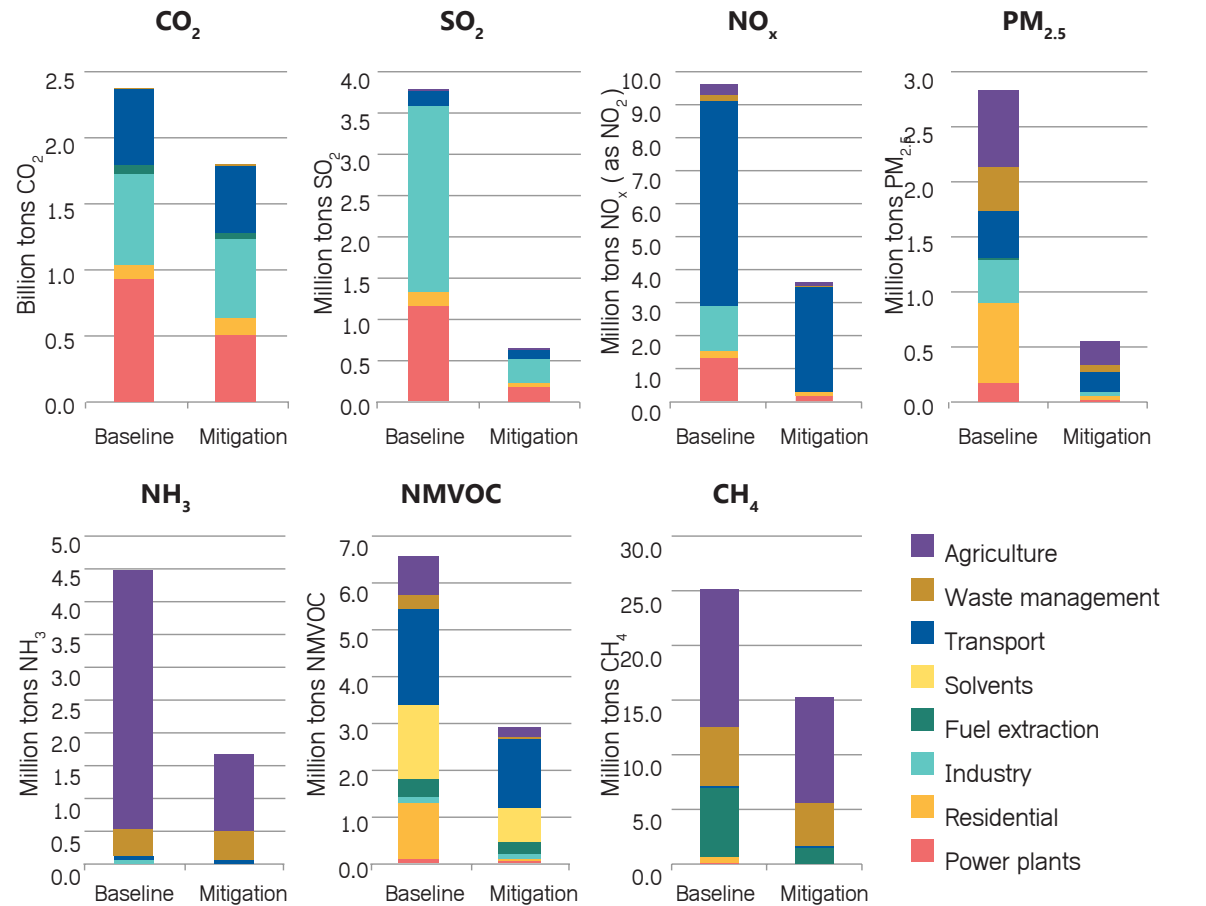 CO2
SO2
NOx
PM2.5
Billion tons CO2
2.5
2.0
1.5
1.0
0.5
0.0
Baseline
Mitigation
Million tons SO2
4.0
3.5
3.0
2.5
2.0
1.5
1.0
0.5
0.0
Baseline
Mitigation
Million tons NOx ( as NO2)
10.0
9.0
8.0
7.0
6.0
5.0
4.0
3.0
2.0
1.0
0.0
Baseline
Mitigation
Million tons PM2.5
3.0
2.5
2.0
1.5
1.0
0.5
0.0
Baseline
Mitigation
NH3
NMVOC
CH4
Million tons NH3
5.0
4.5
4.0
3.5
3.0
2.5
2.0
1.5
1.0
0.5
0.0
Baseline
Mitigation
Million tons NMVOC
7.0
6.0
5.0
4.0
3.0
2.0
1.0
0.0
Baseline
Mitigation
Million tons CH4
30.0
25.0
20.0
15.0
10.0
5.0
0.0
Baseline
Mitigation
Agriculture
Waste management
Transport
Solvents
Fuel extraction
Industry
Residential
Power plants